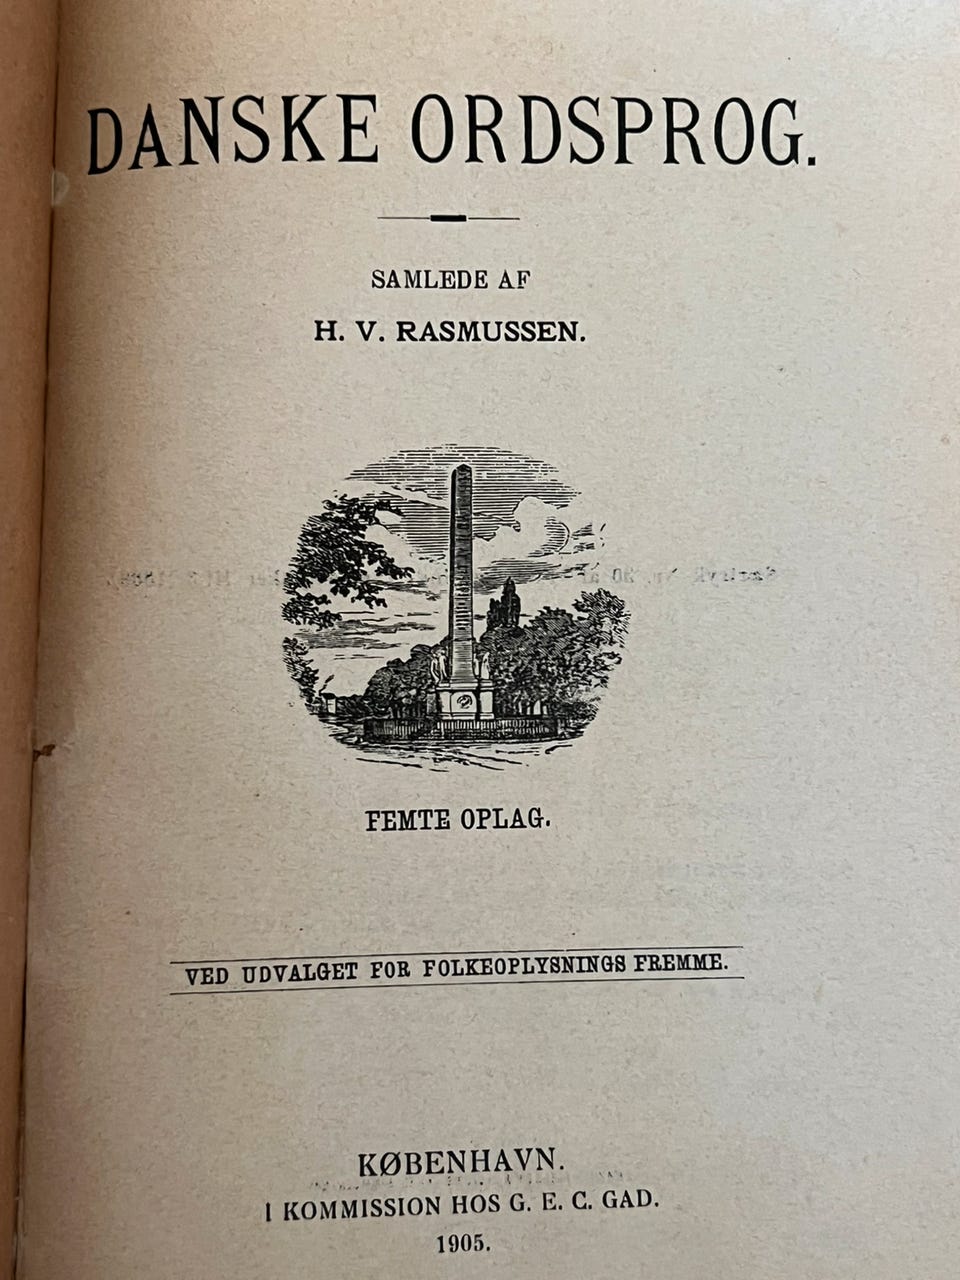 DANSKE ORDSPROG.
SAMLEDE AF
H. V. RASMUSSEN.
FEMTE OPLAG.
VED UDVALGET FOR FOLKEOPLYSNINGS FREMME.
KØBENHAVN.
I KOMMISSION HOS G. E. C. GAD.
1905.